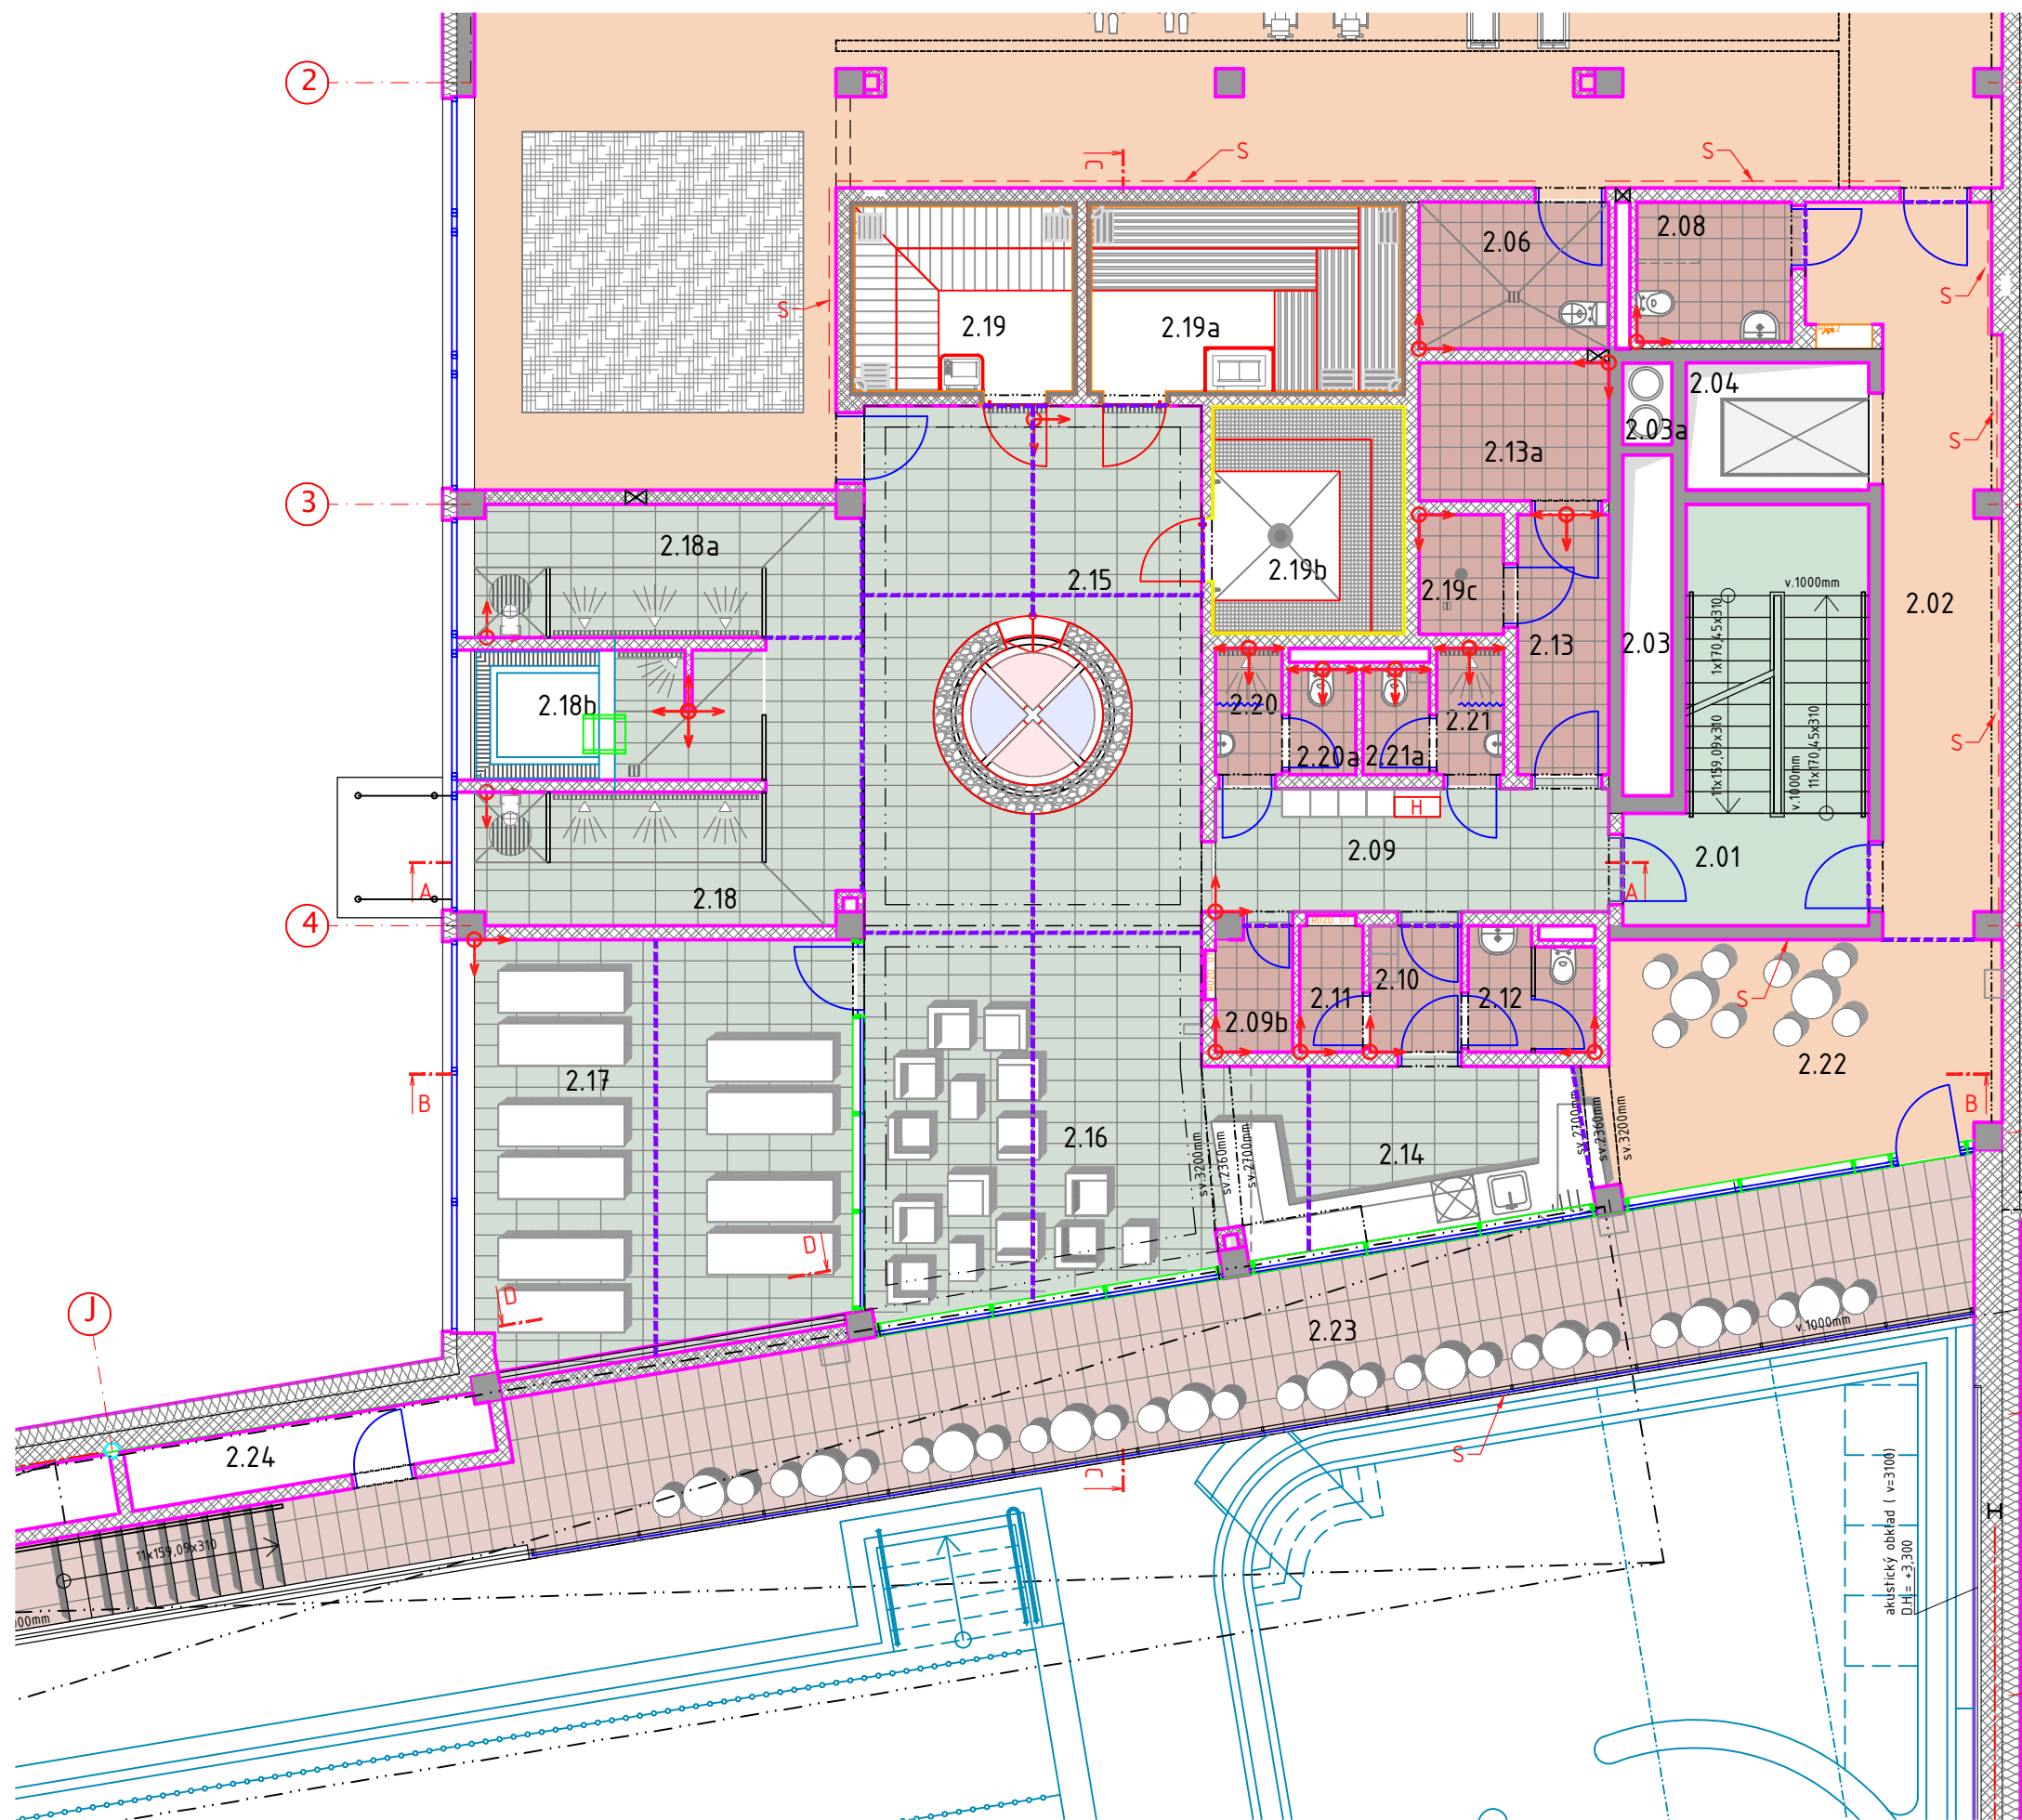 2
S
S
C
2.06
2.08
S
S
2.19
2.19a
2.04
2.03a
S
2.13a
3
2.18a
2.15
2.19b
2.19c
v.1000mm
11x170,45x310
2.02
2.13
2.03
2.18b
2.20
2.21
2.20a
2.21a
11x159,09x310
v.1000mm
11x170,45x310
S
H
2.09
2.01
A
2.18
A
4
ROZD. UT
2.11
2.10
2.12
2.09b
S
2.22
2.17
B
B
2.16
2.14
sv.3200mm
sv.2360mm
sv.2700mm
sv.2700mm
sv.2360mm
sv.3200mm
D
D
J
2.23
v.1000mm
2.24
S
C
11x159,09x310
000mm
akustický obklad ( v=3100)
D.H.= +3,300